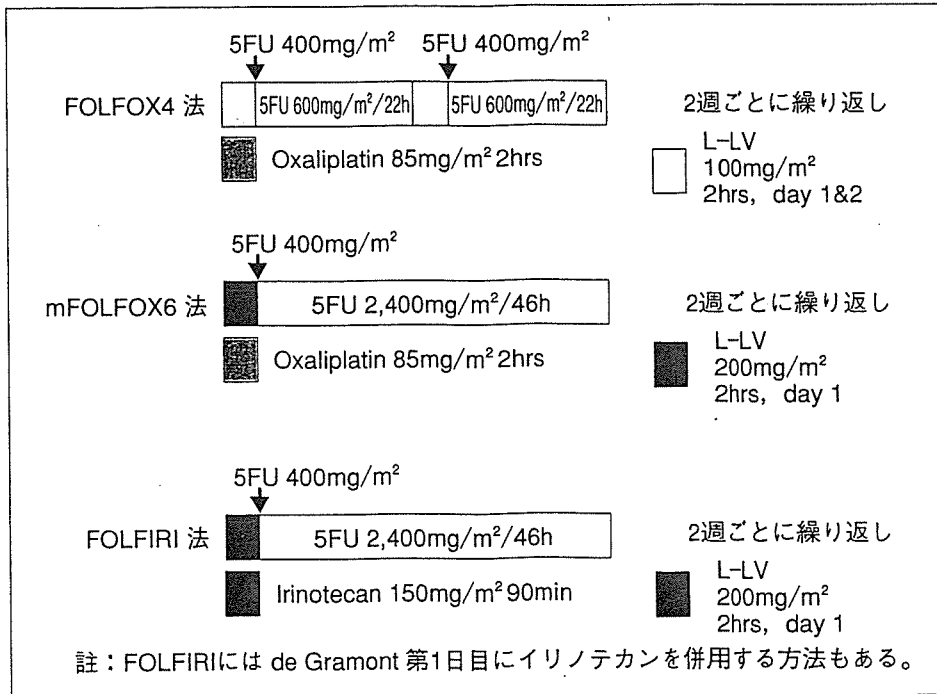 5FU 400mg/m² 5FU 400mg/m²
FOLFOX4 法 5FU 600mg/m²/22h 5FU 600mg/m²/22h 2週ごとに繰り返し
Oxaliplatin 85mg/m² 2hrs
L-LV
100mg/m²
2hrs, day 1&2
5FU 400mg/m²
mFOLFOX6 法 5FU 2,400mg/m²/46h 2週ごとに繰り返し
Oxaliplatin 85mg/m² 2hrs
L-LV
200mg/m²
2hrs, day 1
5FU 400mg/m²
FOLFIRI 法 5FU 2,400mg/m²/46h 2週ごとに繰り返し
Irinotecan 150mg/m² 90min
L-LV
200mg/m²
2hrs, day 1
註：FOLFIRIには de Gramont 第1日目にイリノテカンを併用する方法もある。